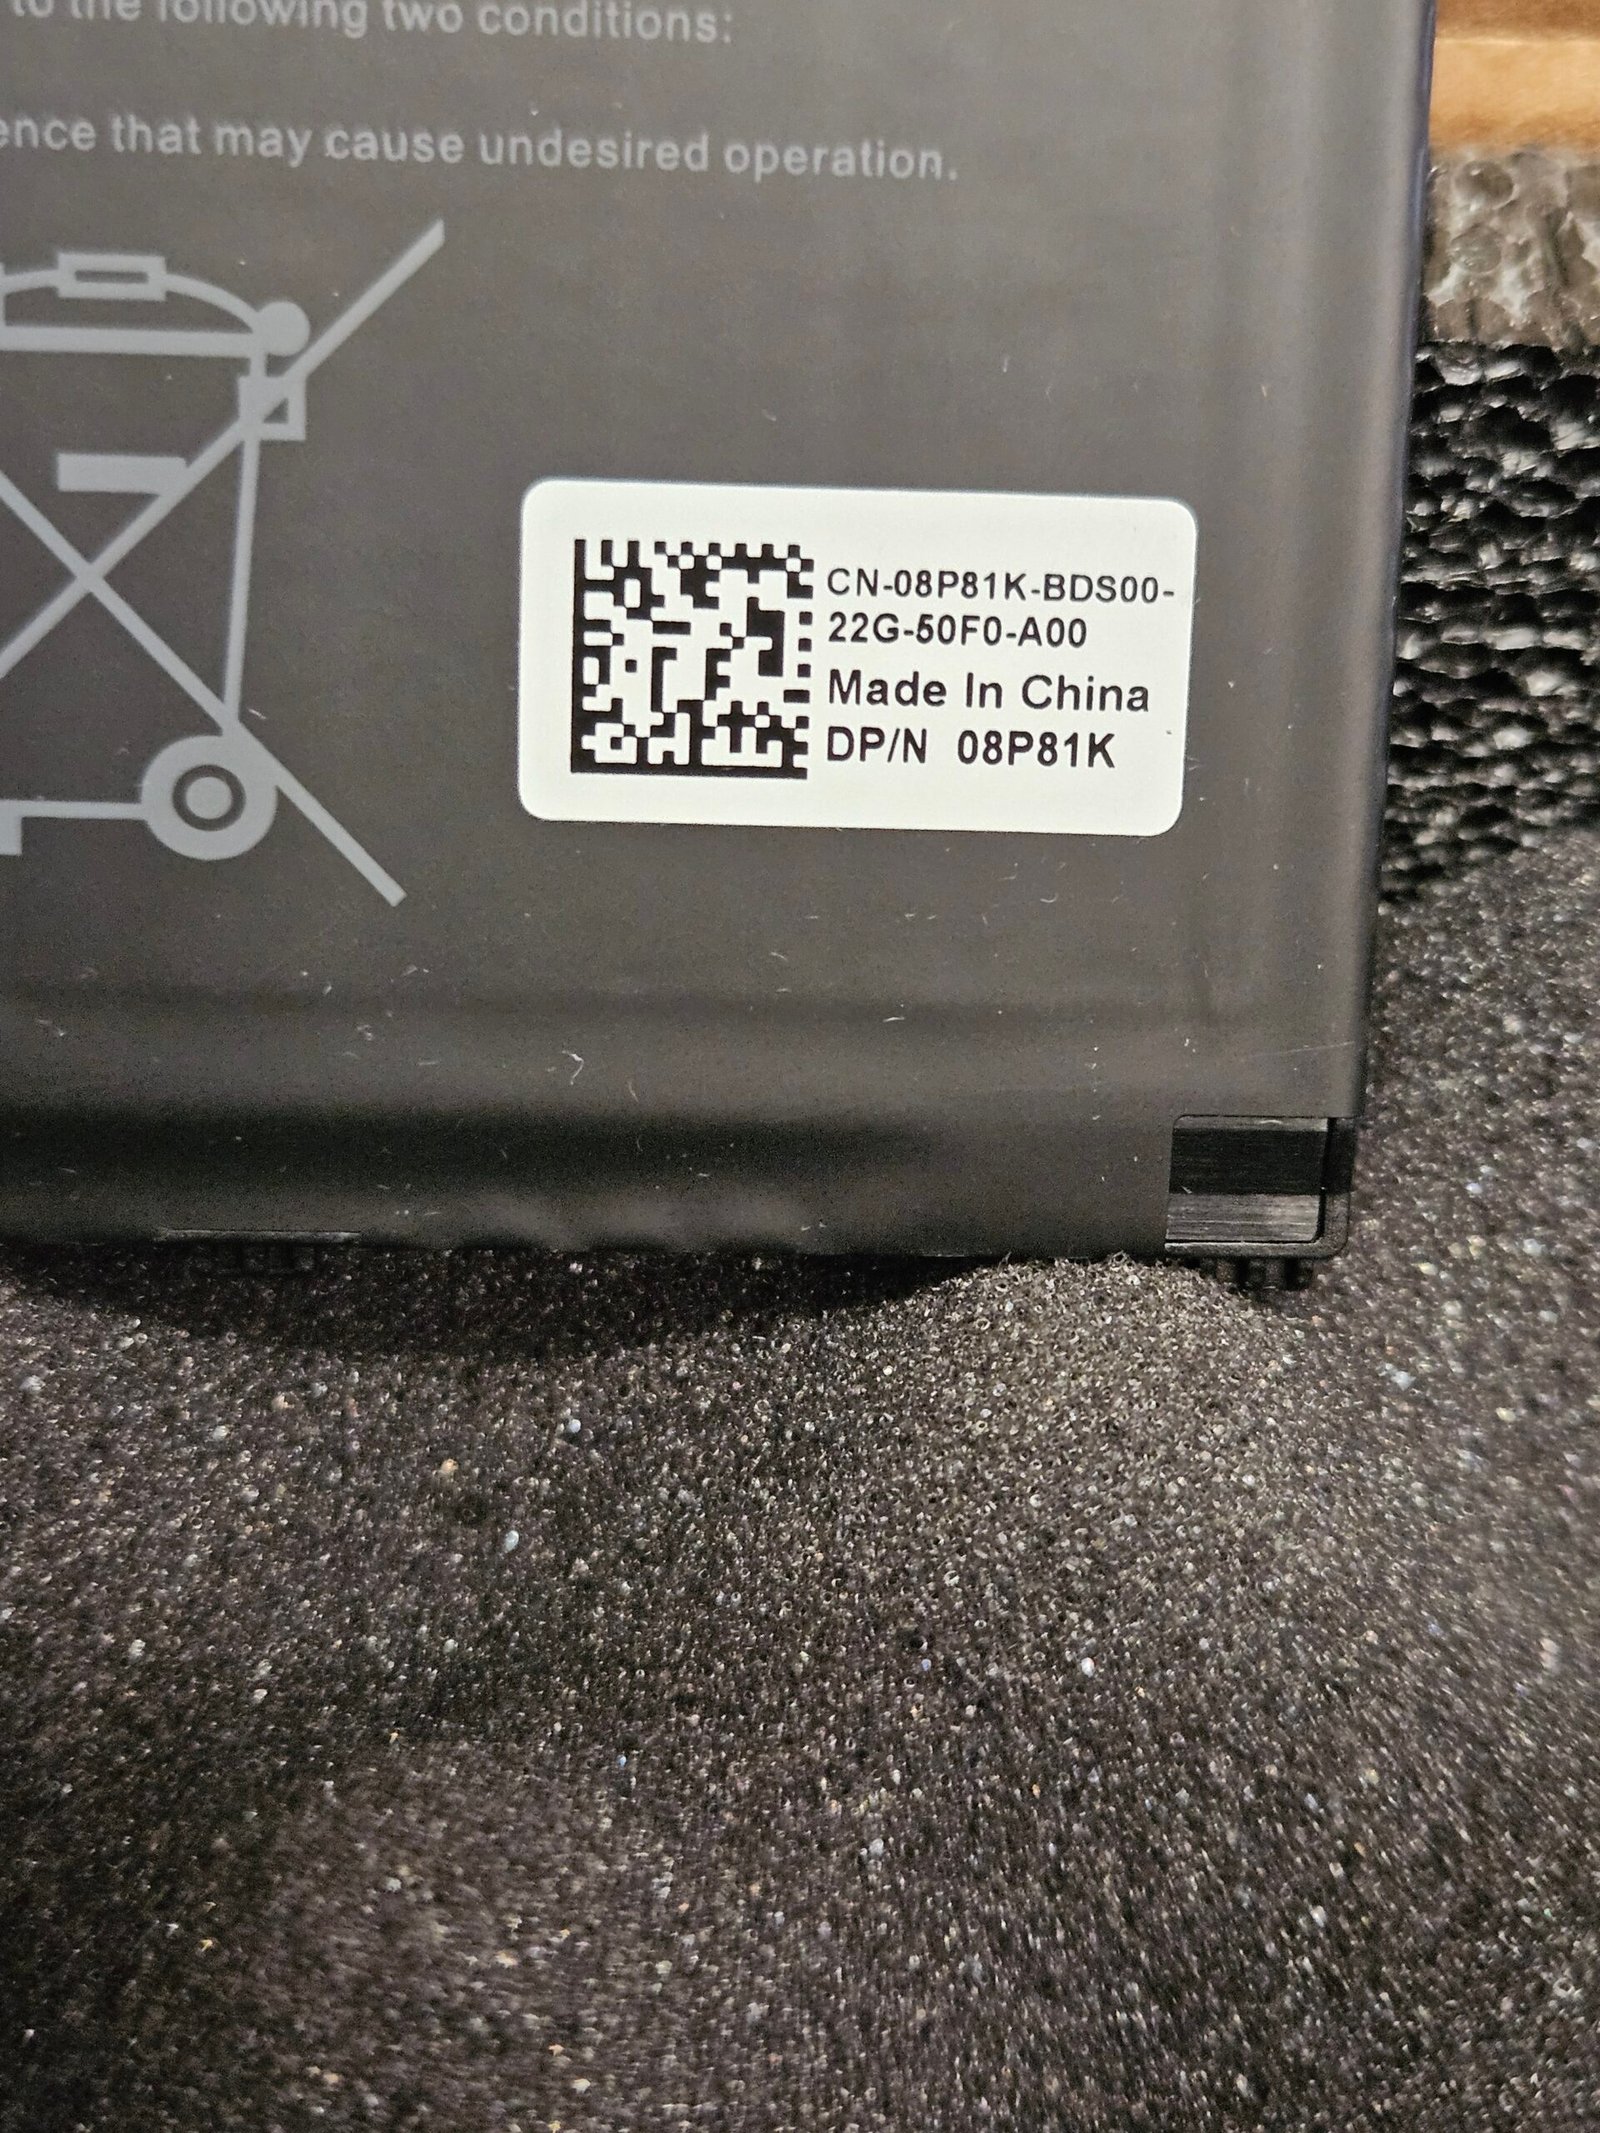 to the following two conditions:
ence that may cause undesired operation.
CN-08P81K-BDS00-
22G-50F0-A00
Made In China
DP/N 08P81K